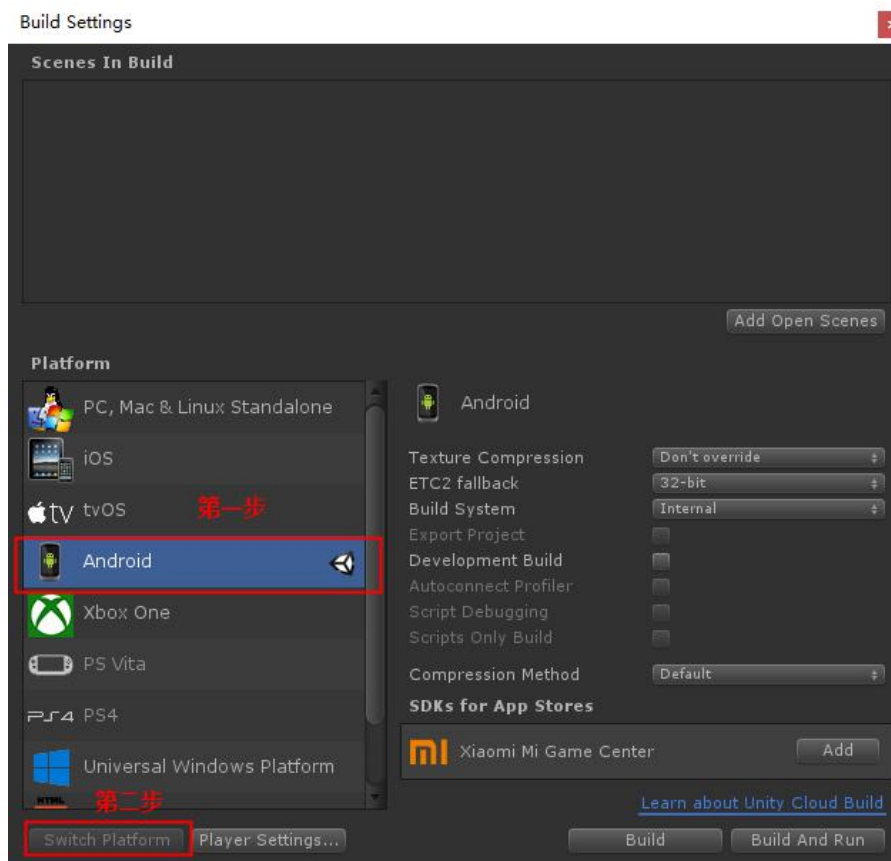 Build Settings
Scenes In Build
Add Open Scenes
Platform
PC, Mac & Linux Standalone
iOS
tv tvOS
第一步
Android
Xbox One
PS Vita
PS4 PS4
Universal Windows Platform
HTML
第二步
Switch Platform
Player Settings...
Android
Texture Compression Don't override
ETC2 fallback 32-bit
Build System Internal
Export Project
Development Build
Autoconnect Profiler
Script Debugging
Scripts Only Build
Compression Method Default
SDKs for App Stores
Xiaomi Mi Game Center Add
Learn about Unity Cloud Build
Build
Build And Run